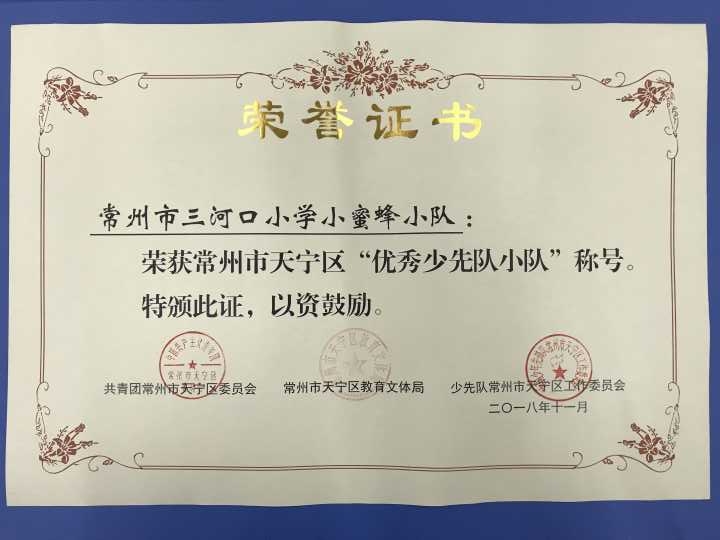 荣誉证书
常州市三河口小学小蜜蜂小队：
荣获常州市天宁区“优秀少先队小队”称号。
特颁此证，以资鼓励。
共青团常州市天宁区委员会
常州市天宁区教育文体局
少先队常州市天宁区工作委员会
二〇一八年十一月